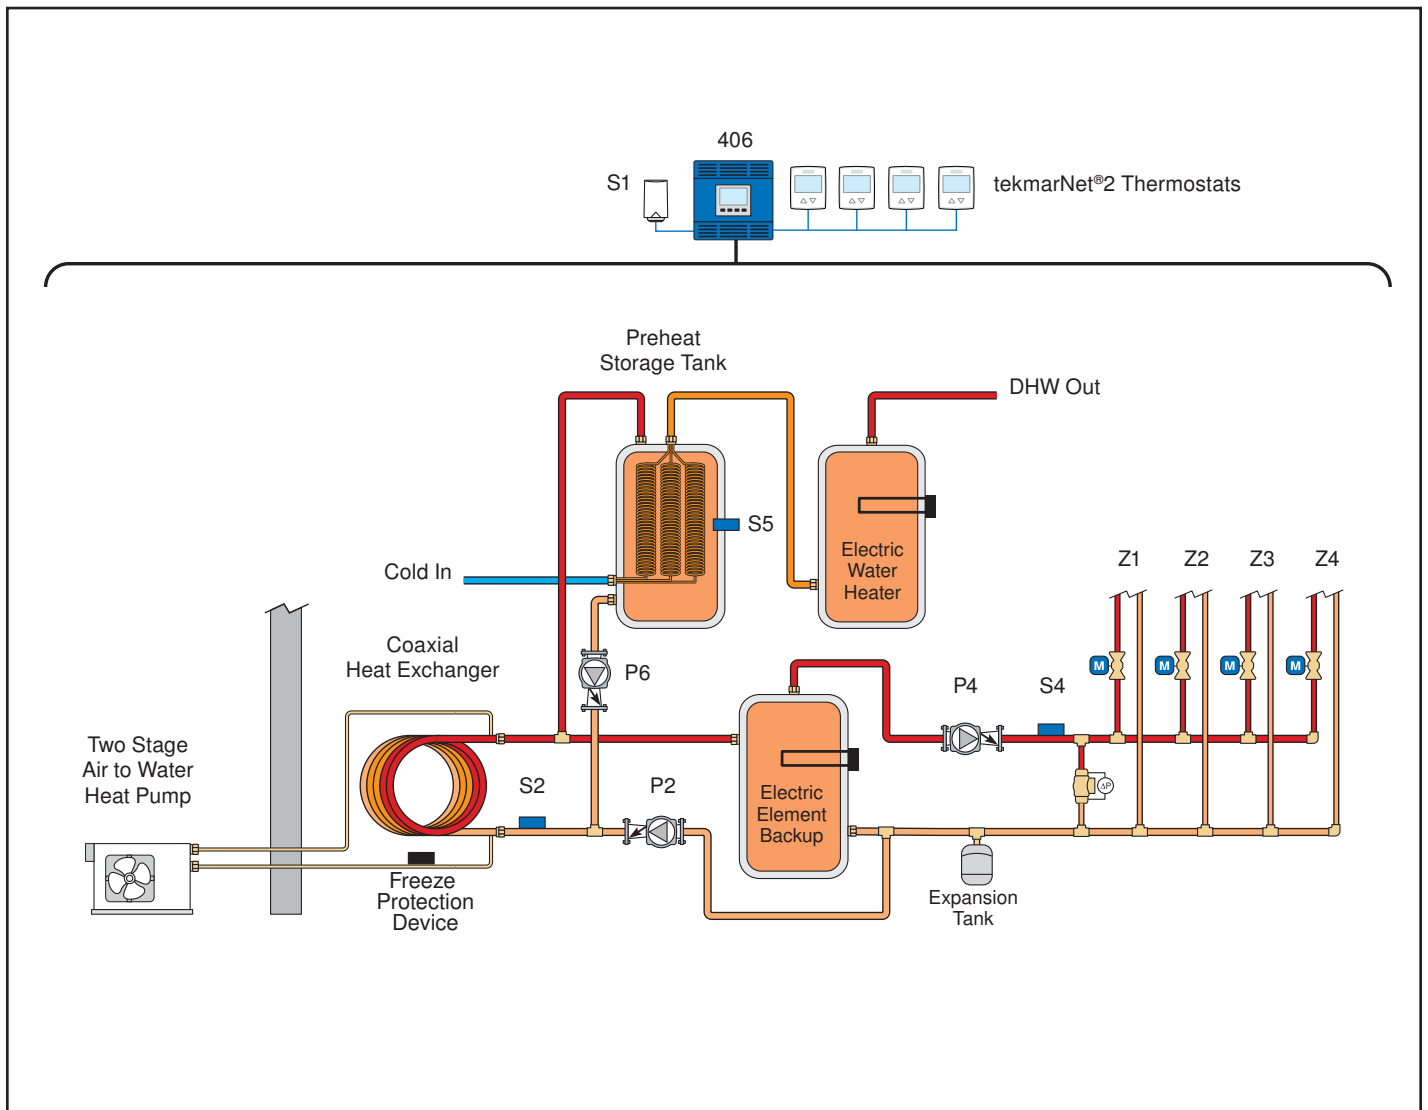 406
S1
tekmarNet®2 Thermostats
Preheat
Storage Tank
DHW Out
S5
Cold In
Electric
Water
Heater
Z1
Z2
Z3
Z4
Coaxial
Heat Exchanger
P6
P4
S4
M
M
M
M
Two Stage
Air to Water
Heat Pump
S2
P2
Electric
Element
Backup
ΔP
Freeze
Protection
Device
Expansion
Tank